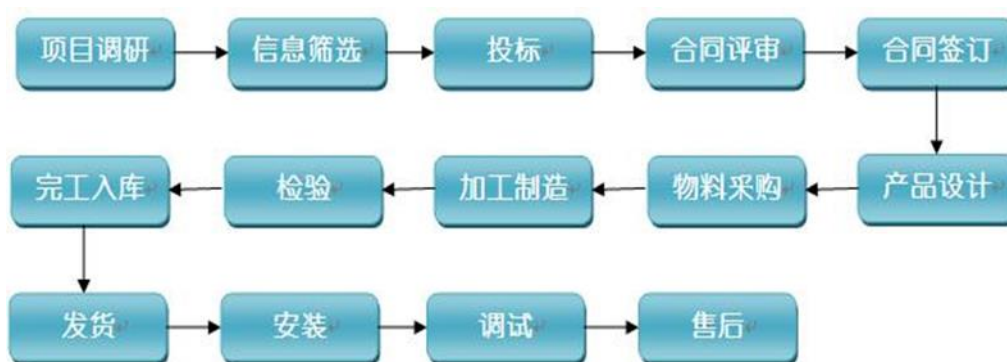 项目调研
信息筛选
投标
合同评审
合同签订
产品设计
物料采购
加工制造
检验
完工入库
发货
安装
调试
售后